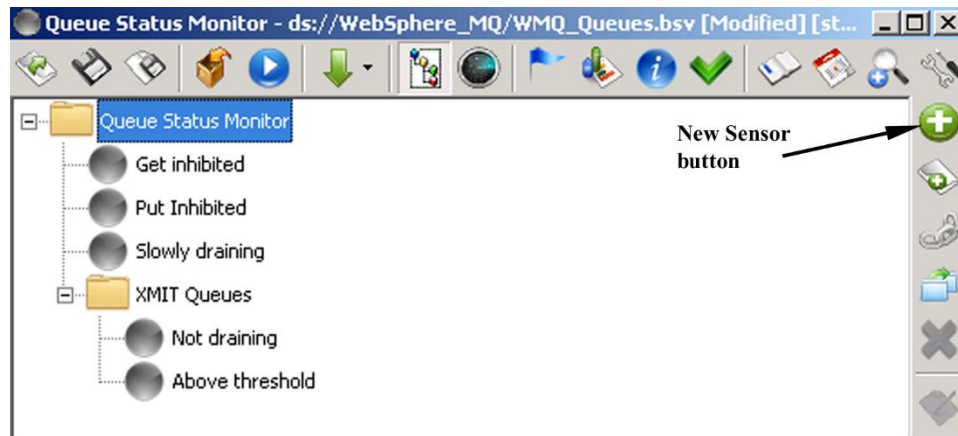 Queue Status Monitor - ds://WebSphere_MQ/WMQ_Queues.bsv [Modified] [st...
Queue Status Monitor
New Sensor
button
Get inhibited
Put Inhibited
Slowly draining
XMIT Queues
Not draining
Above threshold